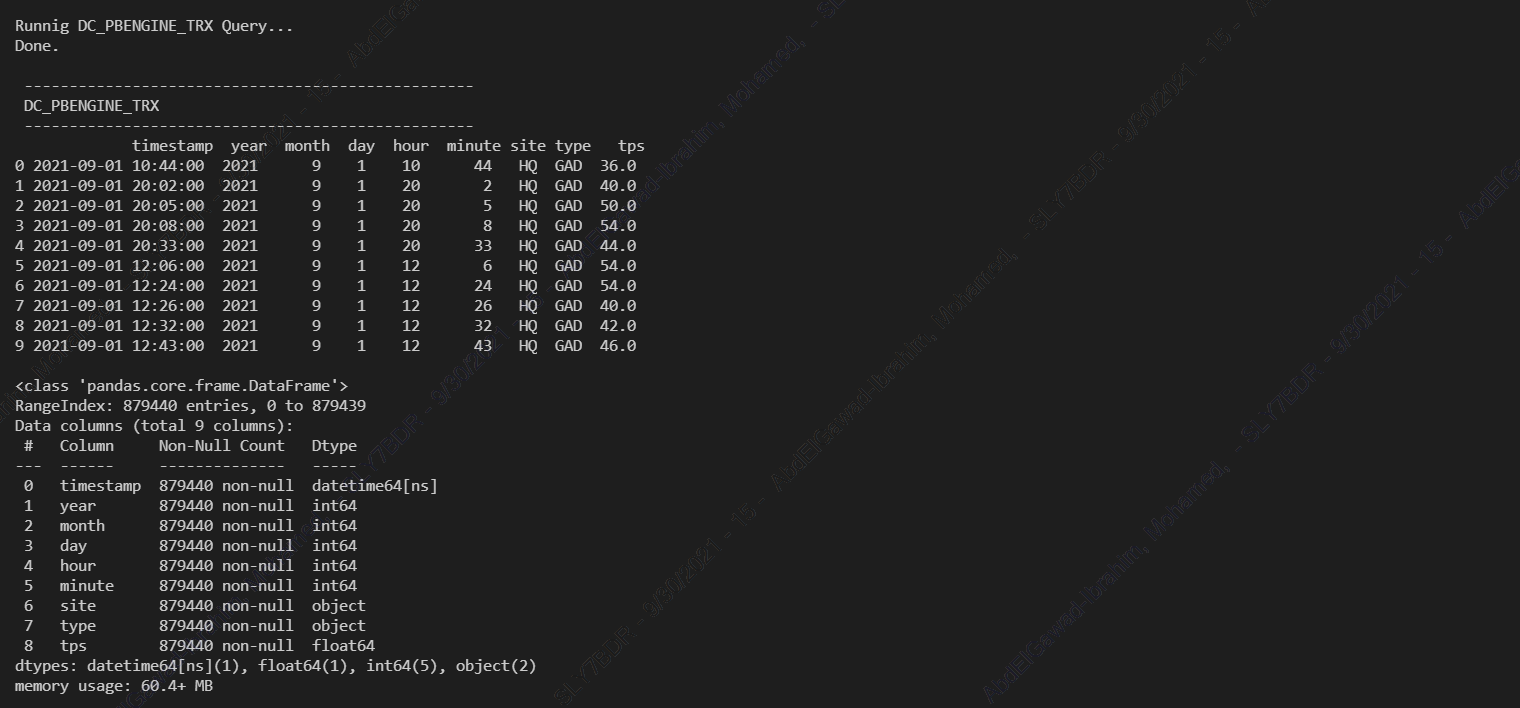 Runnig DC_PBENGINE_TRX Query...
Done.
--------------------------------------------------
DC_PBENGINE_TRX
--------------------------------------------------
timestamp year month day hour minute site type tps
0 2021-09-01 10:44:00 2021 9 1 10 44 HQ GAD 36.0
1 2021-09-01 20:02:00 2021 9 1 20 2 HQ GAD 40.0
2 2021-09-01 20:05:00 2021 9 1 20 5 HQ GAD 50.0
3 2021-09-01 20:08:00 2021 9 1 20 8 HQ GAD 54.0
4 2021-09-01 20:33:00 2021 9 1 20 33 HQ GAD 44.0
5 2021-09-01 12:06:00 2021 9 1 12 6 HQ GAD 54.0
6 2021-09-01 12:24:00 2021 9 1 12 24 HQ GAD 54.0
7 2021-09-01 12:26:00 2021 9 1 12 26 HQ GAD 40.0
8 2021-09-01 12:32:00 2021 9 1 12 32 HQ GAD 42.0
9 2021-09-01 12:43:00 2021 9 1 12 43 HQ GAD 46.0
<class 'pandas.core.frame.DataFrame'>
RangeIndex: 879440 entries, 0 to 879439
Data columns (total 9 columns):
# Column Non-Null Count Dtype
--- ------ -------------- -----
0 timestamp 879440 non-null datetime64[ns]
1 year 879440 non-null int64
2 month 879440 non-null int64
3 day 879440 non-null int64
4 hour 879440 non-null int64
5 minute 879440 non-null int64
6 site 879440 non-null object
7 type 879440 non-null object
8 tps 879440 non-null float64
dtypes: datetime64[ns](1), float64(1), int64(5), object(2)
memory usage: 60.4+ MB